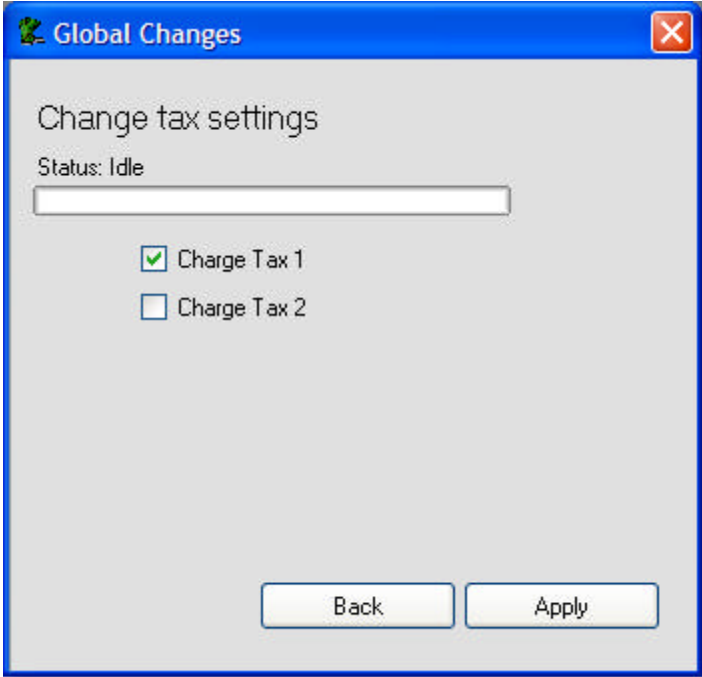 Global Changes
Change tax settings
Status: Idle
Charge Tax 1
Charge Tax 2
Back
Apply